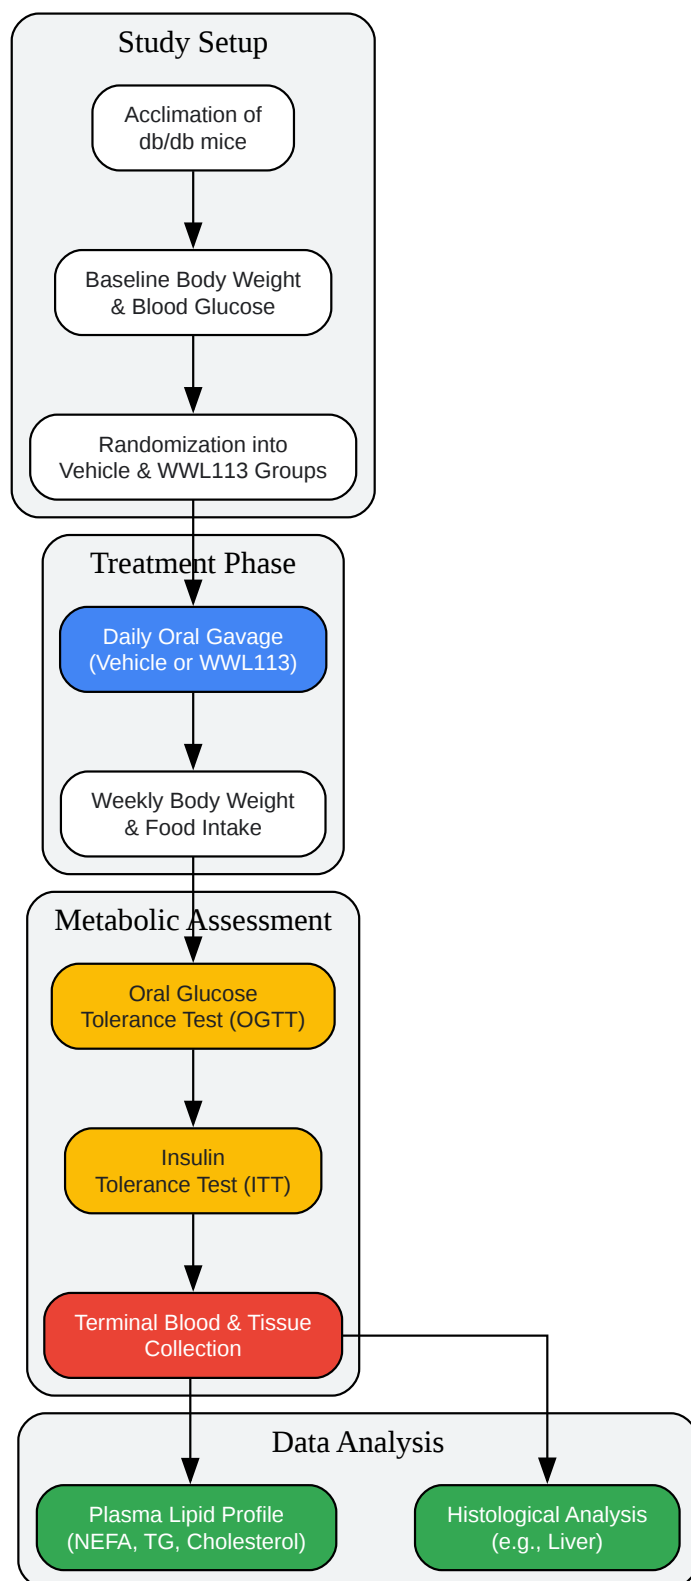 Study Setup
Acclimation of
db/db mice
Baseline Body Weight
& Blood Glucose
Randomization into
Vehicle & WWL113 Groups
Treatment Phase
Daily Oral Gavage
(Vehicle or WWL113)
Weekly Body Weight
& Food Intake
Metabolic Assessment
Oral Glucose
Tolerance Test (OGTT)
Insulin
Tolerance Test (ITT)
Terminal Blood & Tissue
Collection
Data Analysis
Plasma Lipid Profile
(NEFA, TG, Cholesterol)
Histological Analysis
(e.g., Liver)